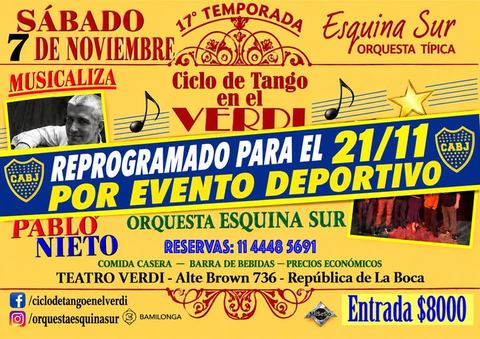 SÁBADO
7 DE NOVIEMBRE
17° TEMPORADA
Esquina Sur
ORQUESTA TÍPICA
MUSICALIZA
Ciclo de Tango
en el
VERDI
CABJ
REPROGRAMADO PARA EL 21/11
POR EVENTO DEPORTIVO
CABJ
PABLO
NIETO
ORQUESTA ESQUINA SUR
RESERVAS: 11 4448 5691
COMIDA CASERA – BARRA DE BEBIDAS – PRECIOS ECONÓMICOS
TEATRO VERDI - Alte Brown 736 - República de La Boca
/ciclodetangoenelverdi
/orquestaesquinasur
BAMILONGA
Entrada $8000